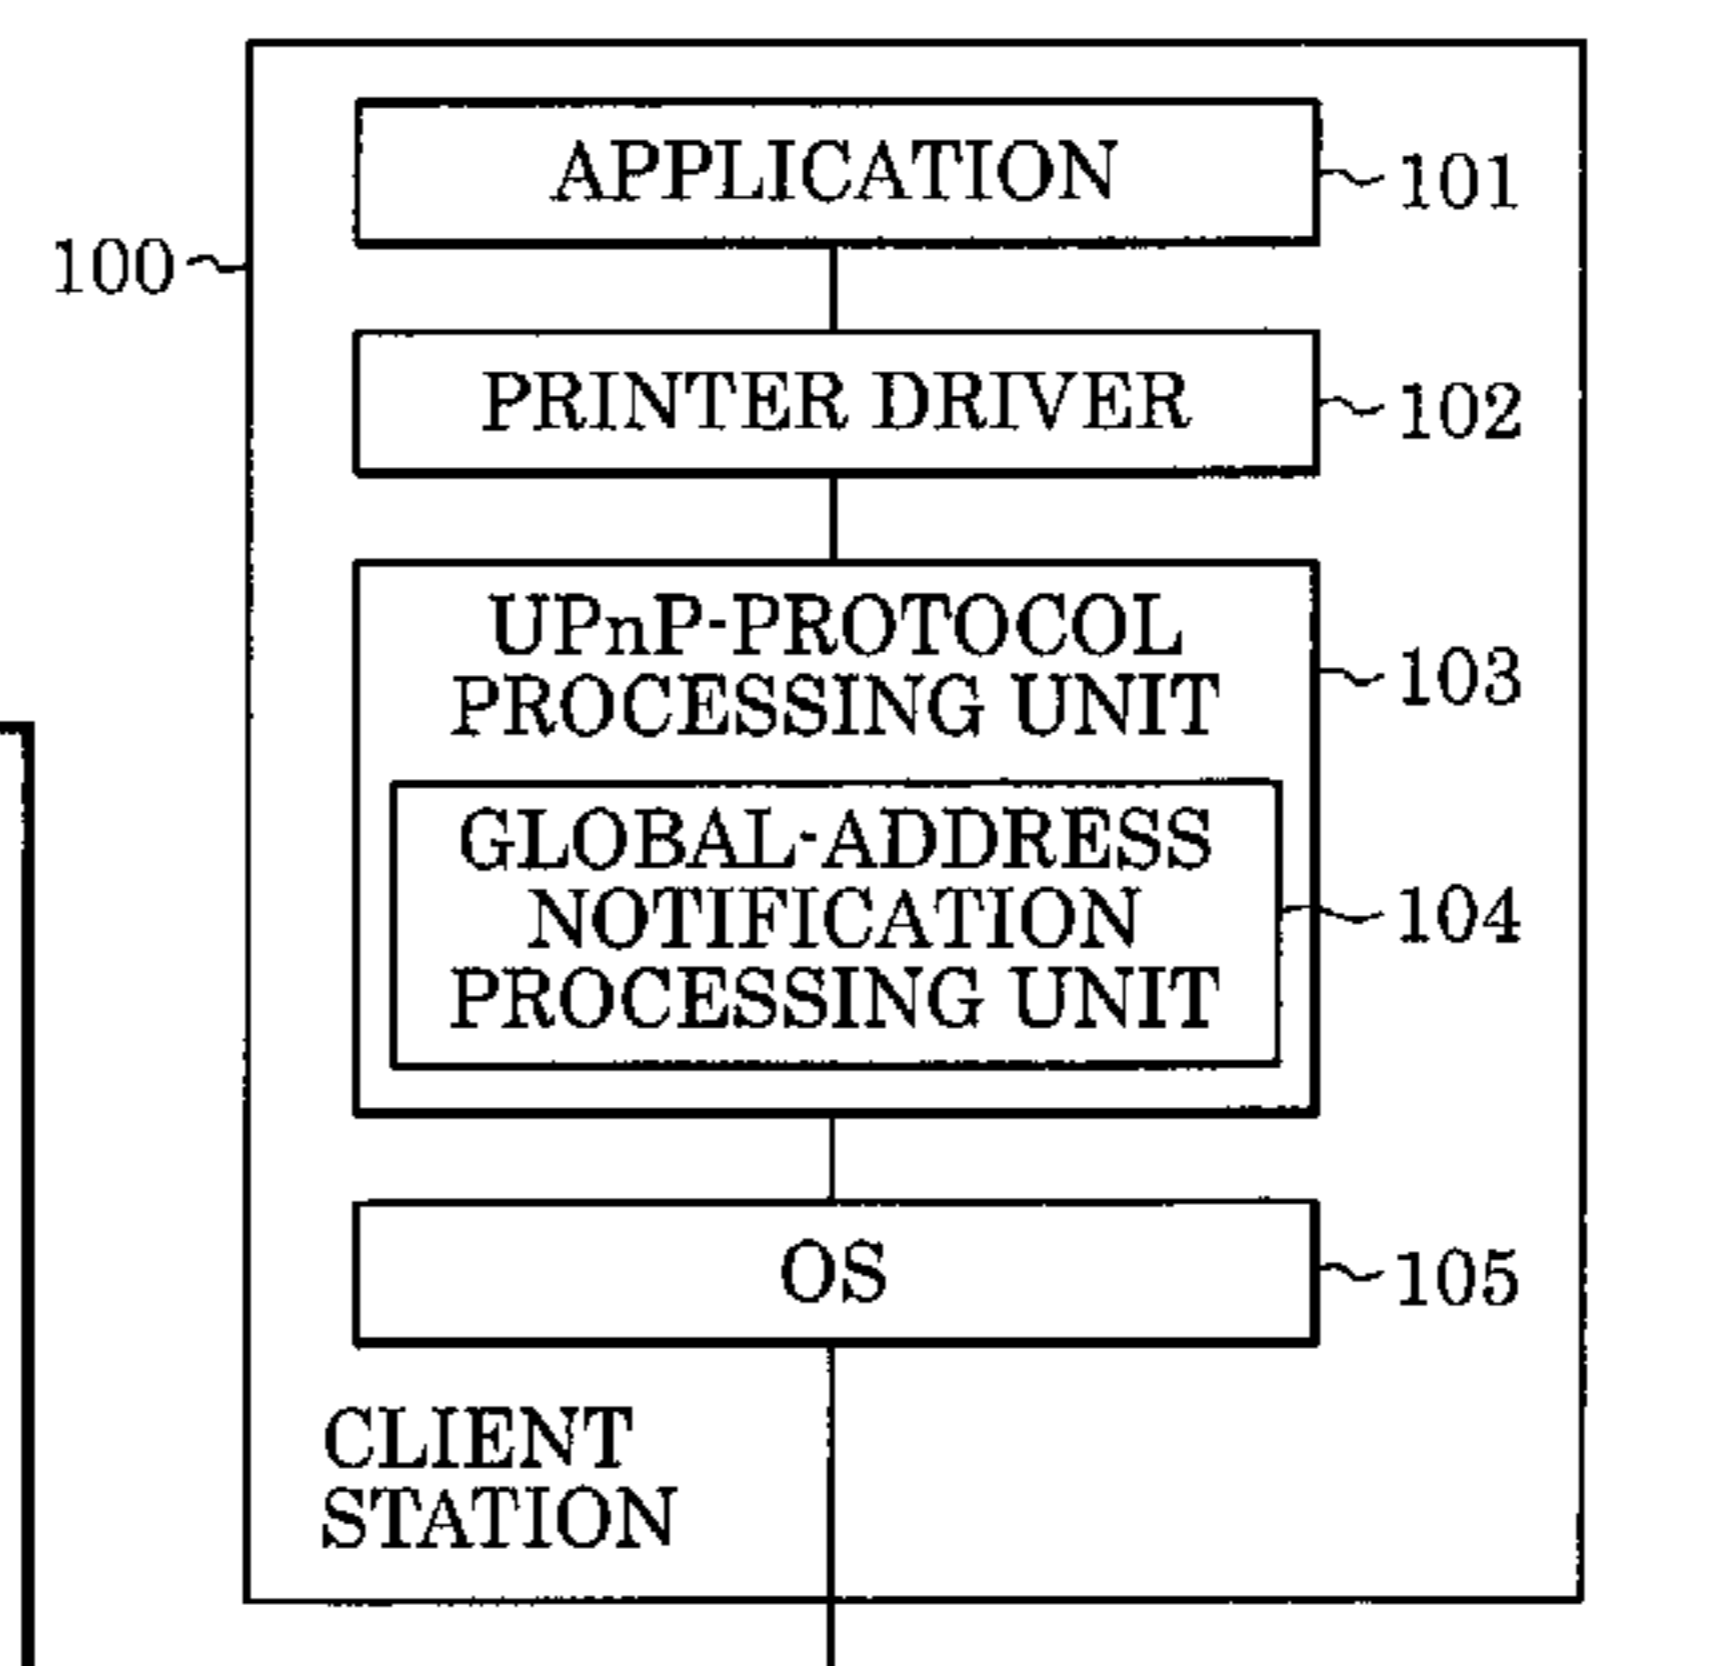 APPLICATION
101
100
PRINTER DRIVER
102
UPnP-PROTOCOL
PROCESSING UNIT
103
GLOBAL-ADDRESS
NOTIFICATION
PROCESSING UNIT
104
OS
105
CLIENT
STATION